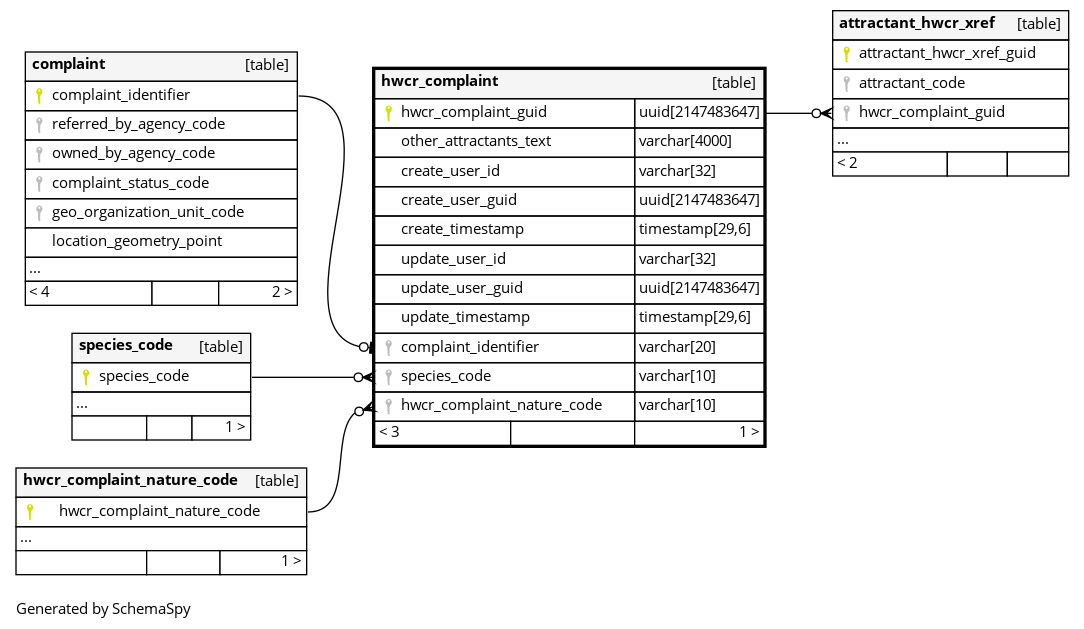 complaint [table]
complaint_identifier
referred_by_agency_code
owned_by_agency_code
complaint_status_code
geo_organization_unit_code
location_geometry_point
...
< 4 2 >
species_code [table]
species_code
...
1 >
hwcr_complaint_nature_code [table]
hwcr_complaint_nature_code
...
1 >
hwcr_complaint [table]
hwcr_complaint_guid uuid[2147483647]
other_attractants_text varchar[4000]
create_user_id varchar[32]
create_user_guid uuid[2147483647]
create_timestamp timestamp[29,6]
update_user_id varchar[32]
update_user_guid uuid[2147483647]
update_timestamp timestamp[29,6]
complaint_identifier varchar[20]
species_code varchar[10]
hwcr_complaint_nature_code varchar[10]
< 3 1 >
attractant_hwcr_xref [table]
attractant_hwcr_xref_guid
attractant_code
hwcr_complaint_guid
...
< 2
Generated by SchemaSpy